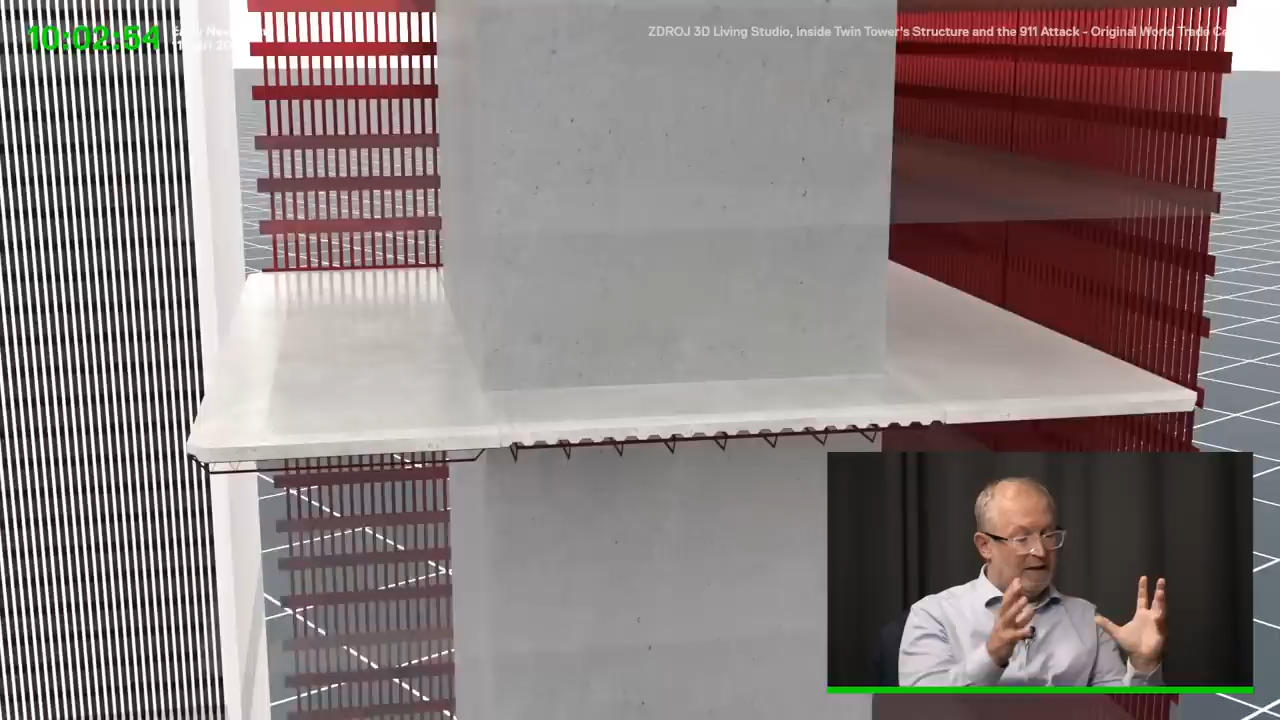 10:02:54
ZDROJ 3D Living Studio, inside Twin Tower's Structure and the 911 Attack - Original World Trade